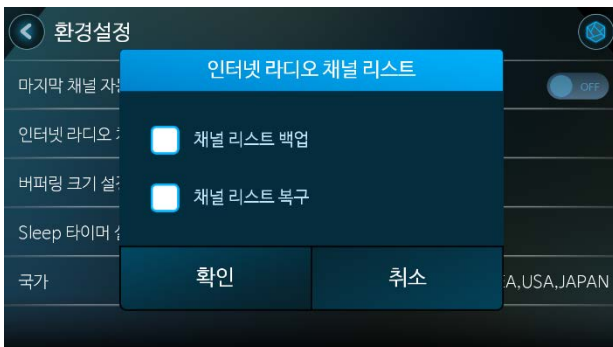 환경설정
인터넷 라디오 채널 리스트
마지막 채널 자
OFF
인터넷 라디오
채널 리스트 백업
버퍼링 크기 설
채널 리스트 복구
Sleep 타이머
국가
확인
취소
A,USA,JAPAN